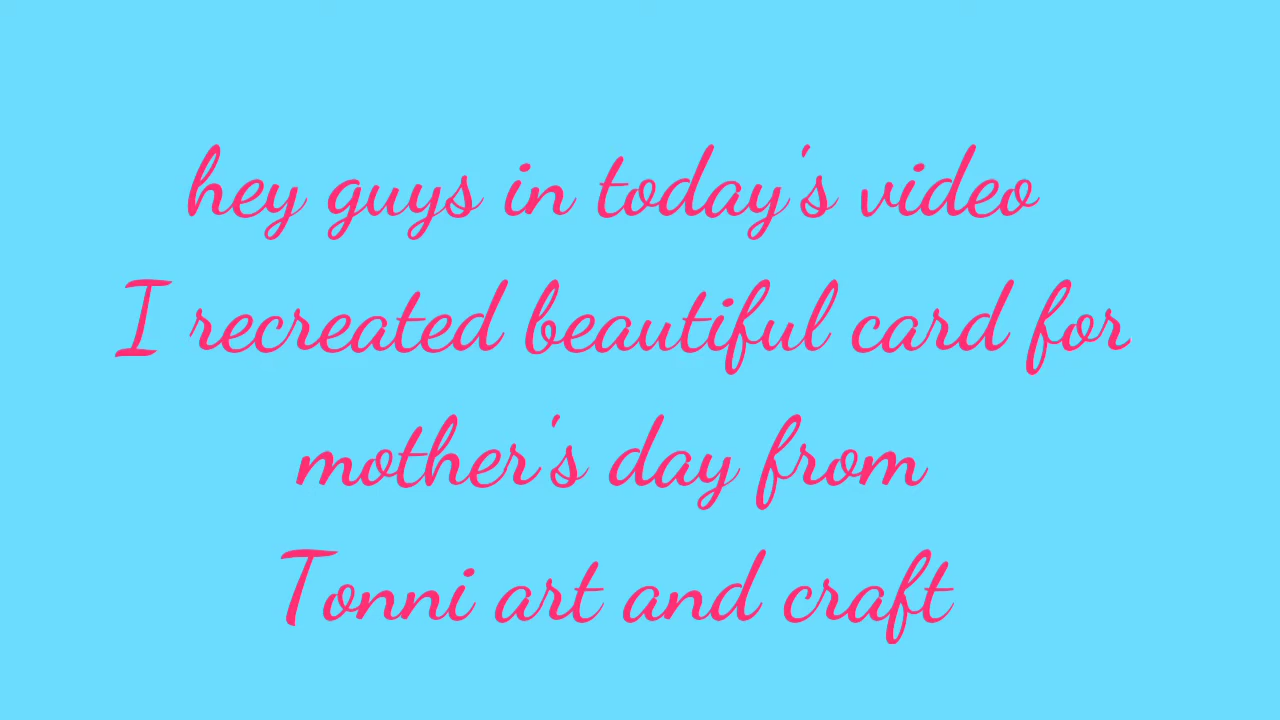 hey guys in today's video
I recreated beautiful card for
mother's day from
Tonni art and craft